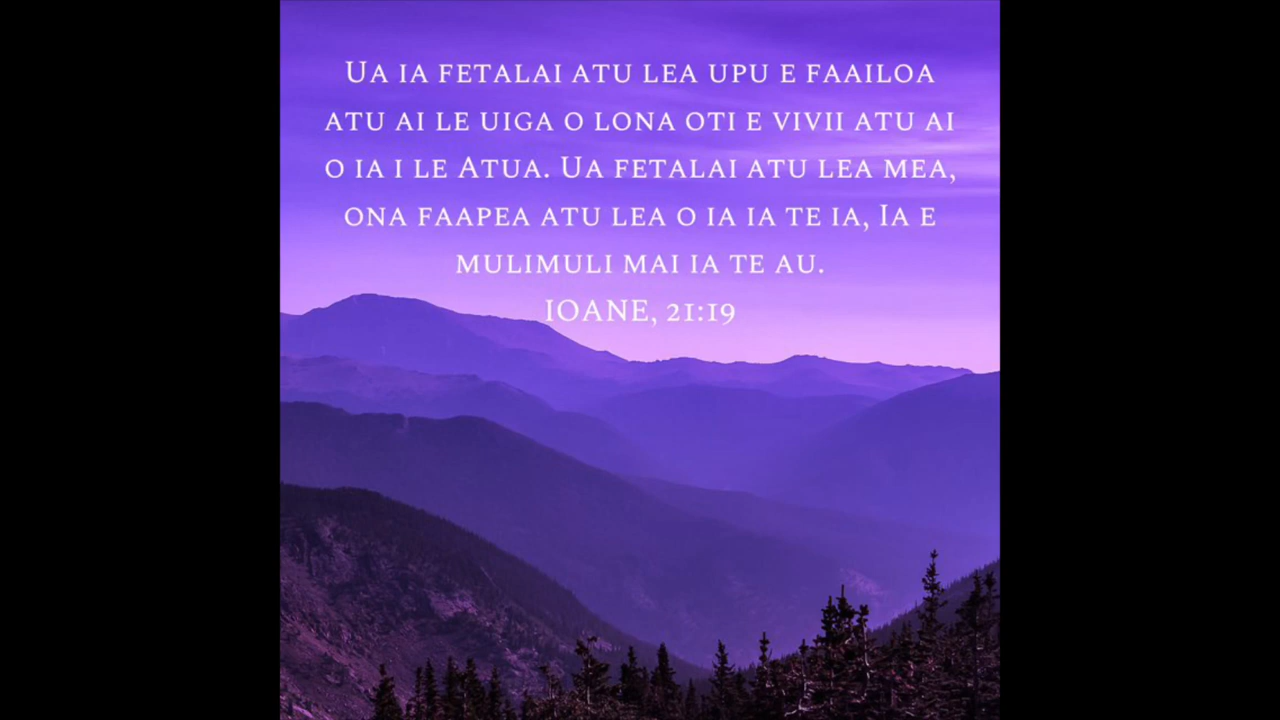 Ua ia fetalai atu lea upu e faailoa
atu ai le uiga o lona oti e vivii atu ai
o ia i le Atua. Ua fetalai atu lea mea,
ona faapea atu lea o ia ia te ia, Ia e
mulimuli mai ia te au.
IOANE, 21:19